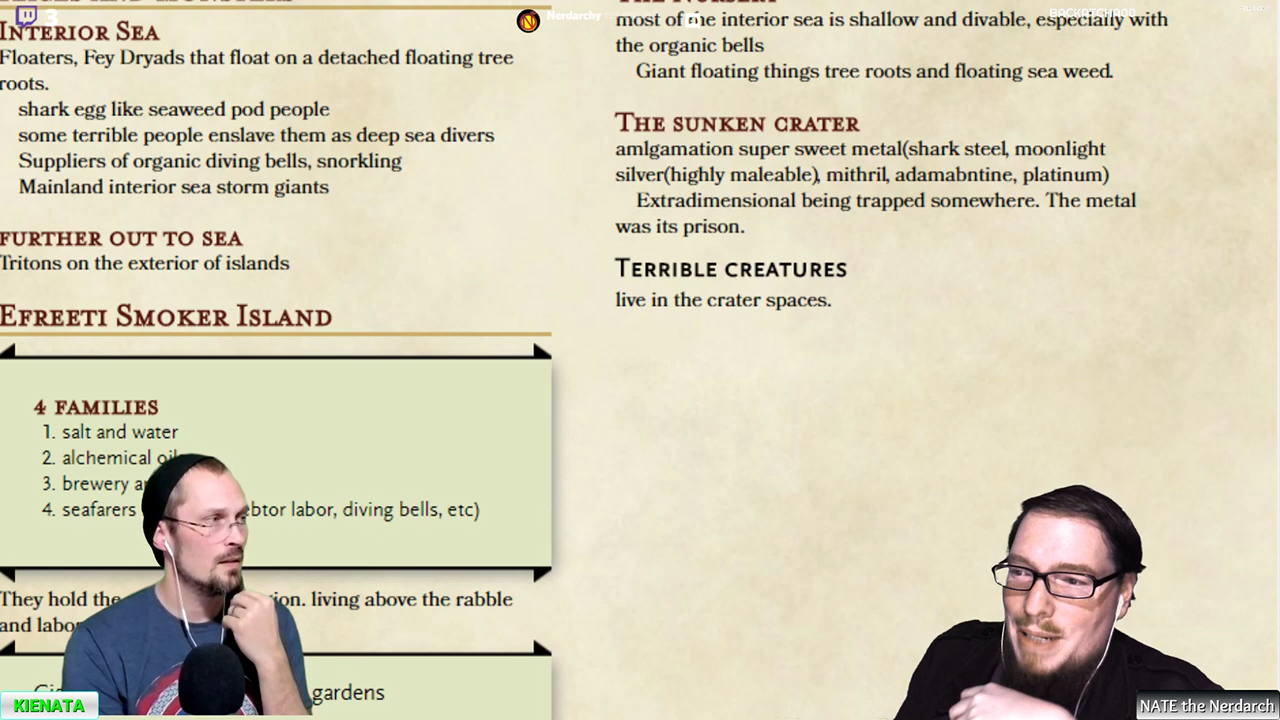 3
Nerdarchy
INTERIOR SEA
Floaters, Fey Dryads that float on a detached floating tree
roots.
shark egg like seaweed pod people
some terrible people enslave them as deep sea divers
Suppliers of organic diving bells, snorkling
Mainland interior sea storm giants
FURTHER OUT TO SEA
Tritons on the exterior of islands
EFREETI SMOKER ISLAND
4 FAMILIES
1. salt and water
2. alchemical
3. brewery
4. seafarers btor labor, diving bells, etc)
They hold the ion. living above the rabble
and labo
gardens
most of the interior sea is shallow and divable, especially with
the organic bells
Giant floating things tree roots and floating sea weed.
THE SUNKEN CRATER
amlgamation super sweet metal(shark steel, moonlight
silver(highly maleable), mithril, adamabntine, platinum)
Extradimensional being trapped somewhere. The metal
was its prison.
TERRIBLE CREATURES
live in the crater spaces.
KIENATA
NATE the Nerdarch